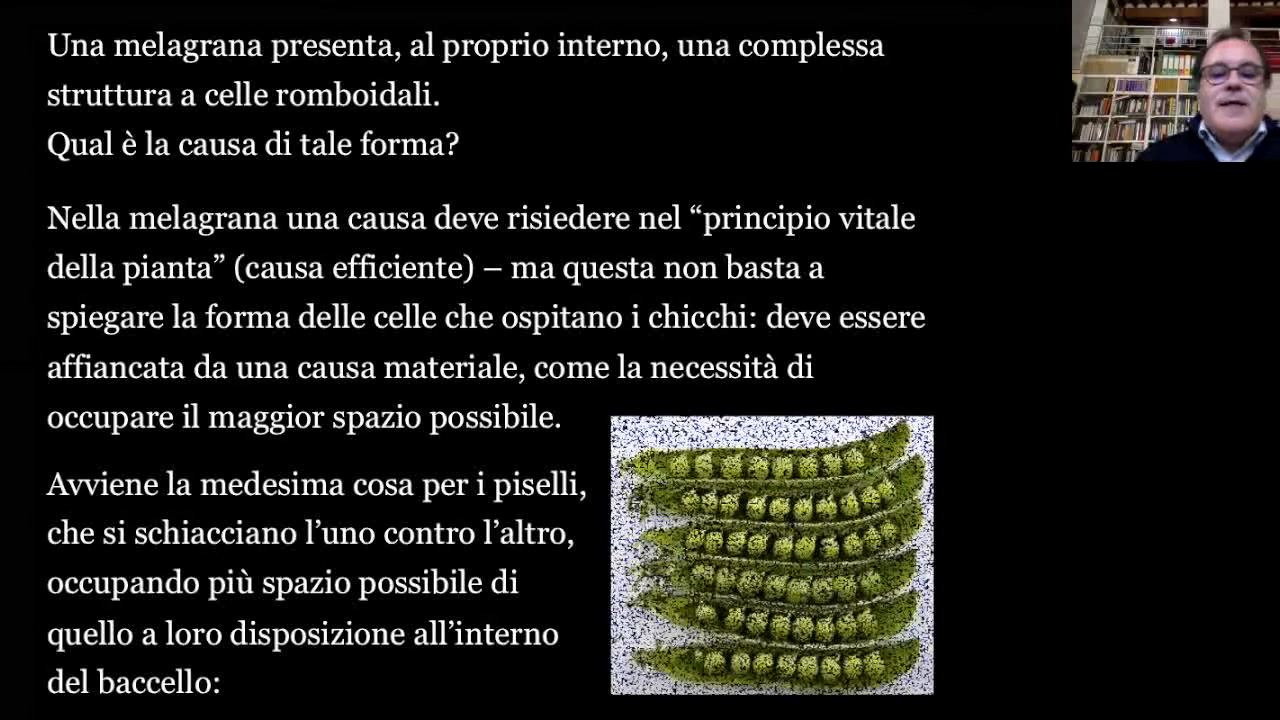 Una melagrana presenta, al proprio interno, una complessa
struttura a celle romboidali.
Qual è la causa di tale forma?
Nella melagrana una causa deve risiedere nel “principio vitale
della pianta” (causa efficiente) – ma questa non basta a
spiegare la forma delle celle che ospitano i chicchi: deve essere
affiancata da una causa materiale, come la necessità di
occupare il maggior spazio possibile.
Avviene la medesima cosa per i piselli,
che si schiacciano l’uno contro l’altro,
occupando più spazio possibile di
quello a loro disposizione all’interno
del baccello: